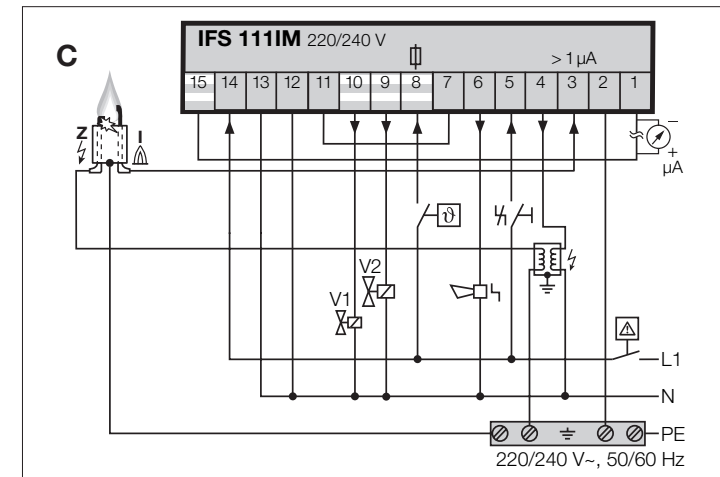 C
IFS 111IM 220/240 V
> 1 µA
15 14 13 12 11 10 9 8 7 6 5 4 3 2 1
Z I
–
+
µA
ϑ
V2
V1
L1
N
PE
220/240 V~, 50/60 Hz